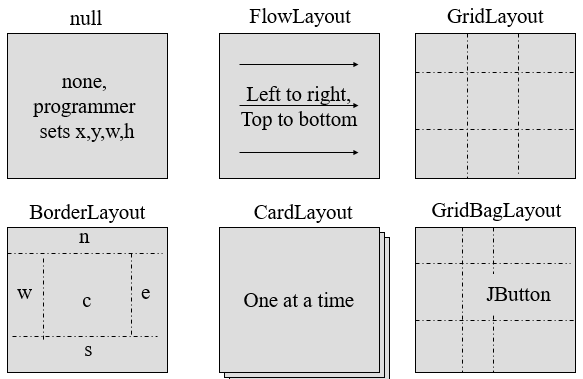 null
FlowLayout
GridLayout
none,
programmer
sets x,y,w,h
Left to right,
Top to bottom
BorderLayout
CardLayout
GridBagLayout
n
w
c
e
s
One at a time
JButton